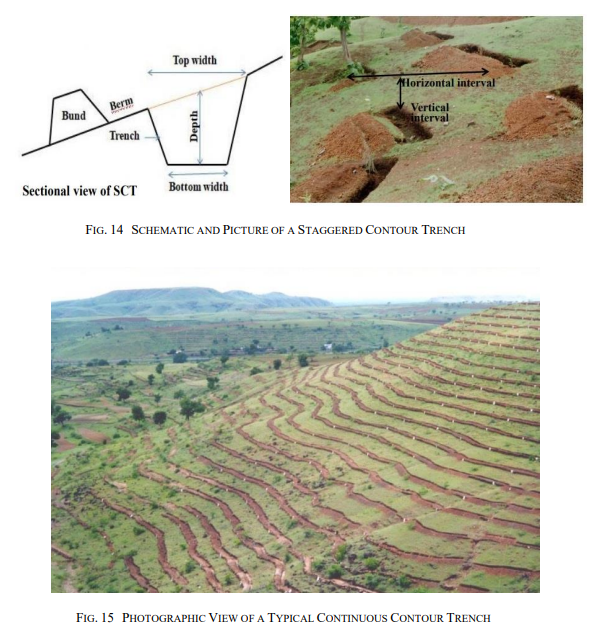 Top width
Bund
Berm
Trench
Depth
Bottom width
Sectional view of SCT
Horizontal interval
Vertical
interval
FIG. 14 SCHEMATIC AND PICTURE OF A STAGGERED CONTOUR TRENCH
FIG. 15 PHOTOGRAPHIC VIEW OF A TYPICAL CONTINUOUS CONTOUR TRENCH